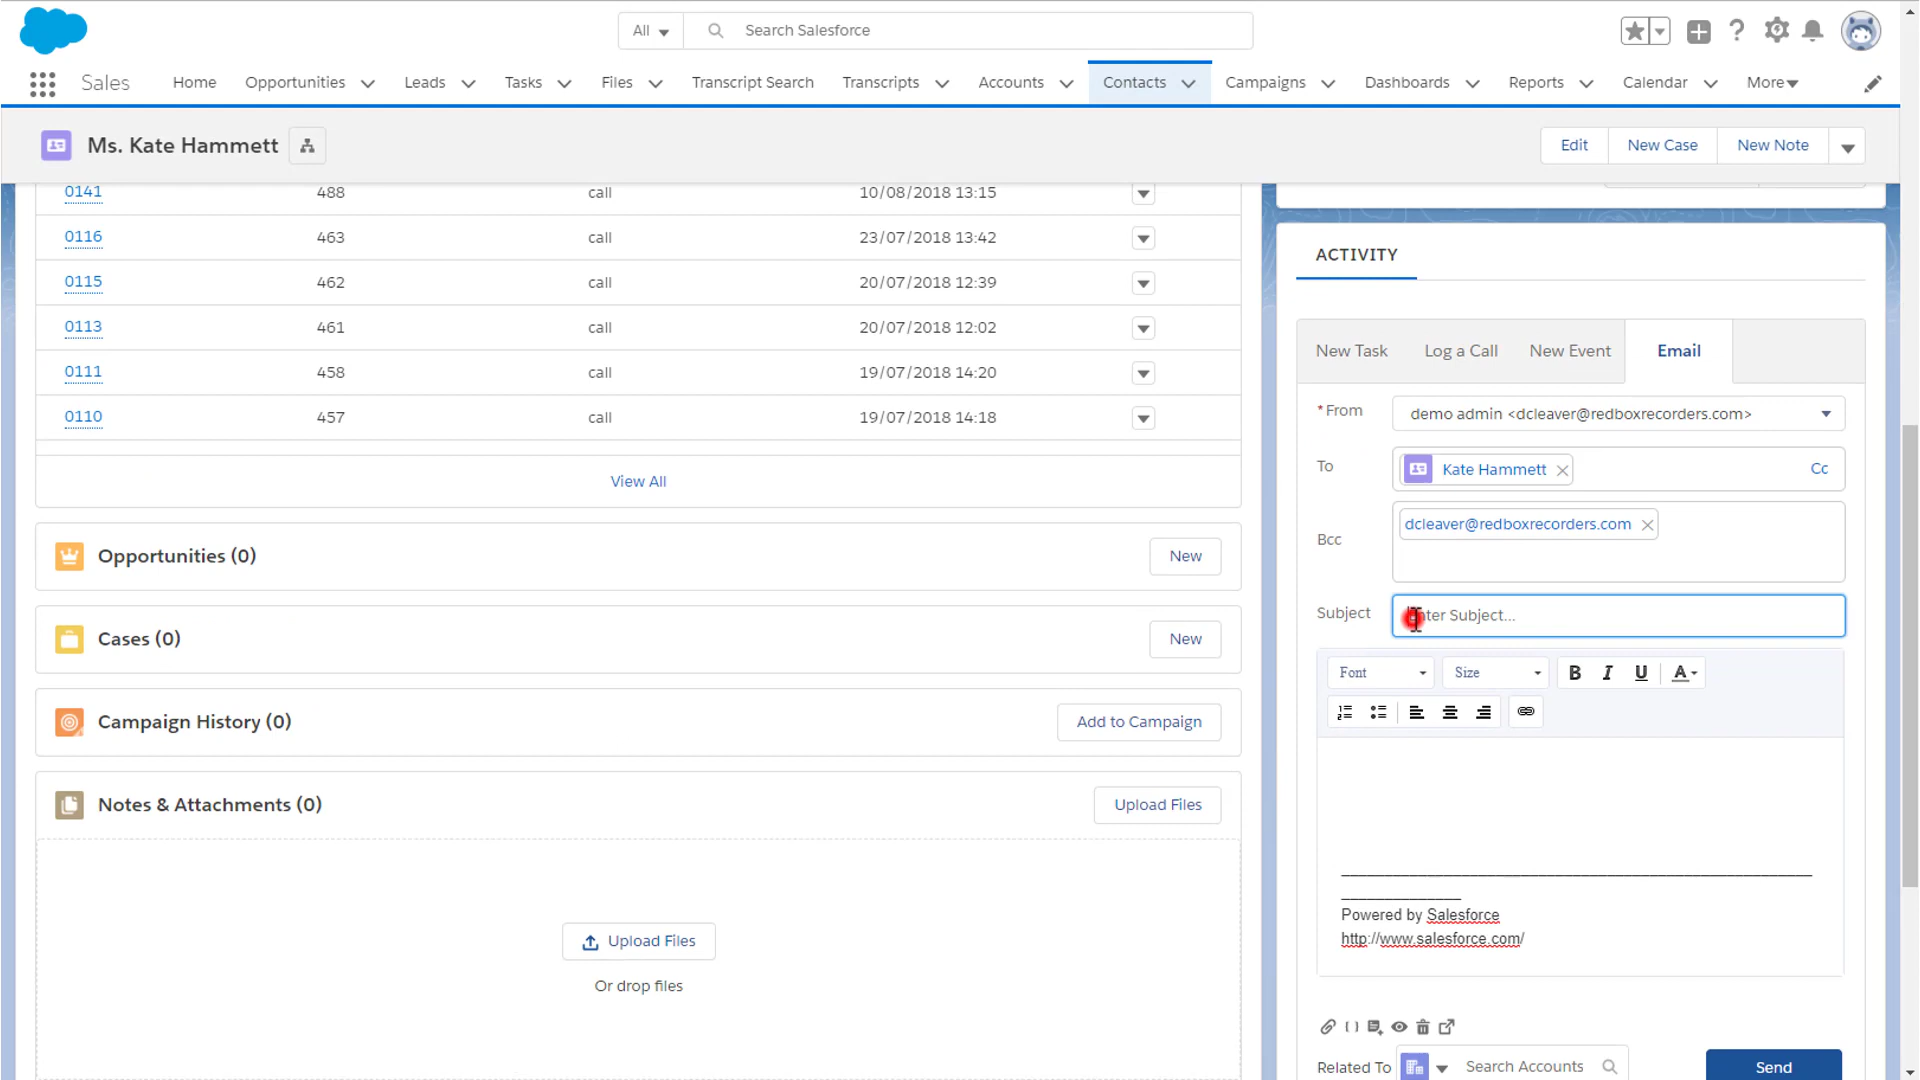 All
Search Salesforce
Sales
Home
Opportunities
Leads
Tasks
Files
Transcript Search
Transcripts
Accounts
Contacts
Campaigns
Dashboards
Reports
Calendar
More
Ms. Kate Hammett
Edit
New Case
New Note
0141 488 call 10/08/2018 13:15
0116 463 call 23/07/2018 13:42
0115 462 call 20/07/2018 12:39
0113 461 call 20/07/2018 12:02
0111 458 call 19/07/2018 14:20
0110 457 call 19/07/2018 14:18
View All
Opportunities (0)
New
Cases (0)
New
Campaign History (0)
Add to Campaign
Notes & Attachments (0)
Upload Files
Upload Files
Or drop files
ACTIVITY
New Task
Log a Call
New Event
Email
*From demo admin <dcleaver@redboxrecorders.com>
To Kate Hammett Cc
Bcc dcleaver@redboxrecorders.com
Subject nter Subject...
Font Size B I U A
Powered by Salesforce
http://www.salesforce.com/
Related To Search Accounts
Send